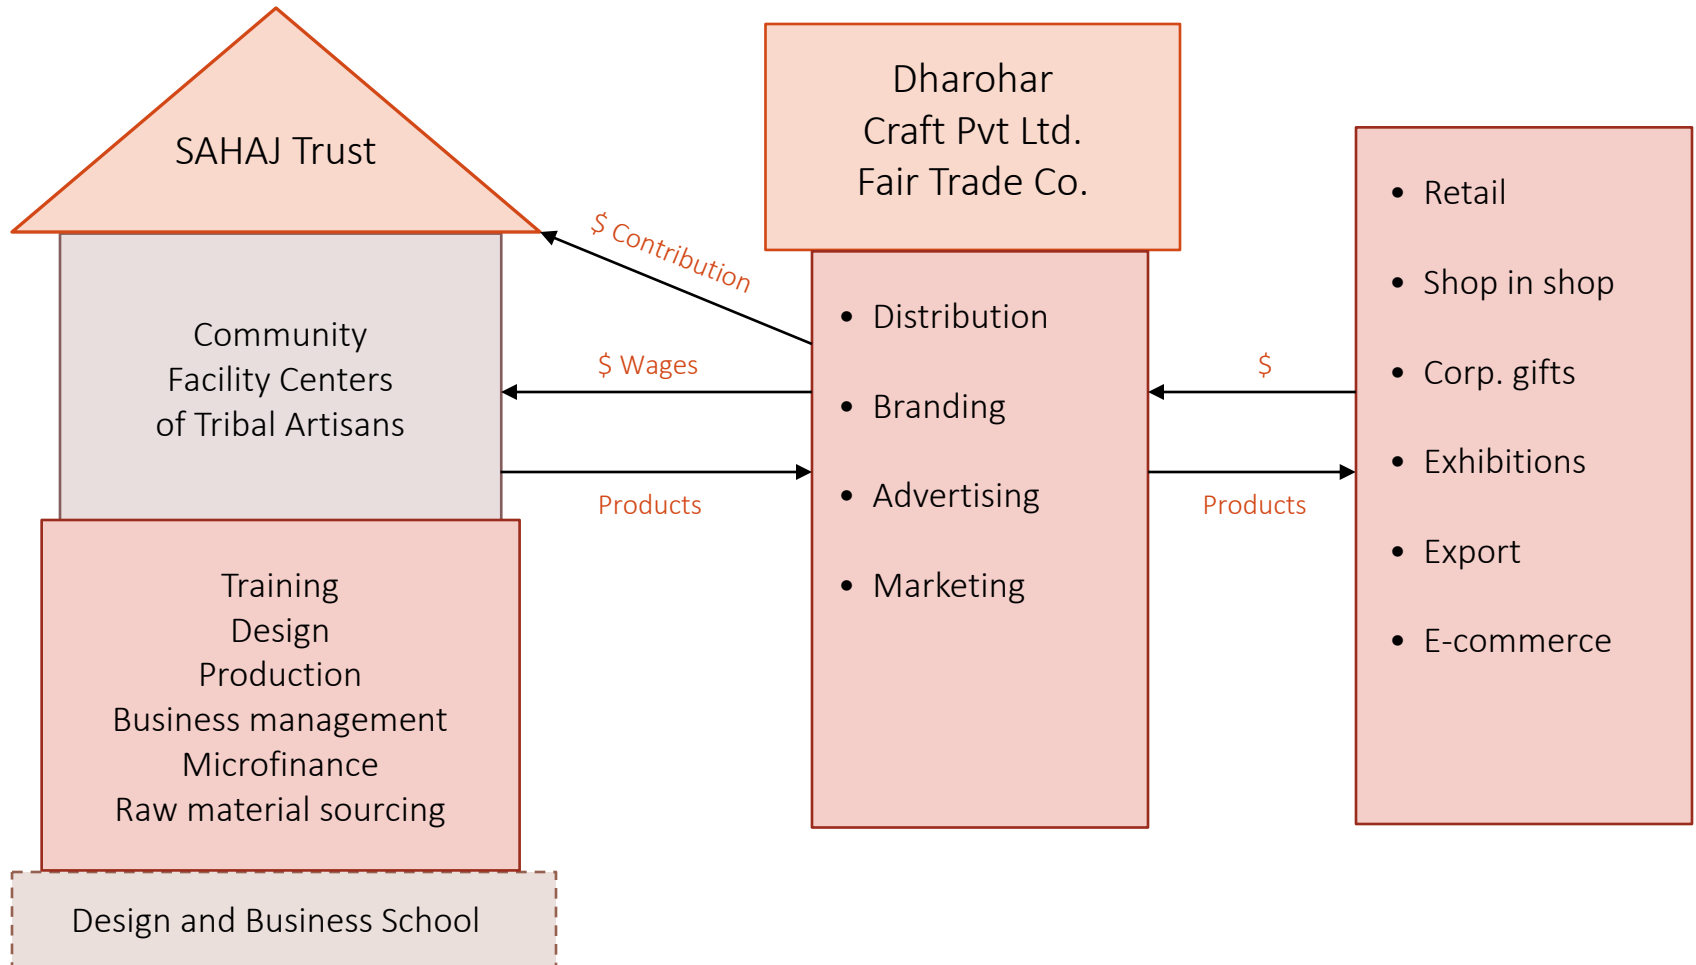 SAHAJ Trust
Community
Facility Centers
of Tribal Artisans
Training
Design
Production
Business management
Microfinance
Raw material sourcing
Design and Business School
$ Contribution
$ Wages
Products
Dharohar
Craft Pvt Ltd.
Fair Trade Co.
• Distribution
• Branding
• Advertising
• Marketing
$
Products
• Retail
• Shop in shop
• Corp. gifts
• Exhibitions
• Export
• E-commerce